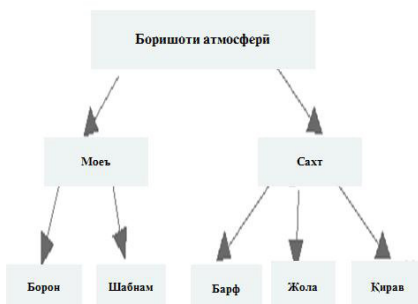 Боришоти атмосферӣ
Моеъ
Сахт
Борон
Шабнам
Барф
Жола
Қирав